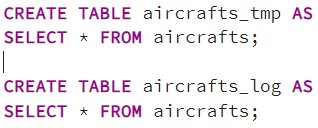 CREATE TABLE aircrafts_tmp AS
SELECT * FROM aircrafts;
CREATE TABLE aircrafts_log AS
SELECT * FROM aircrafts;